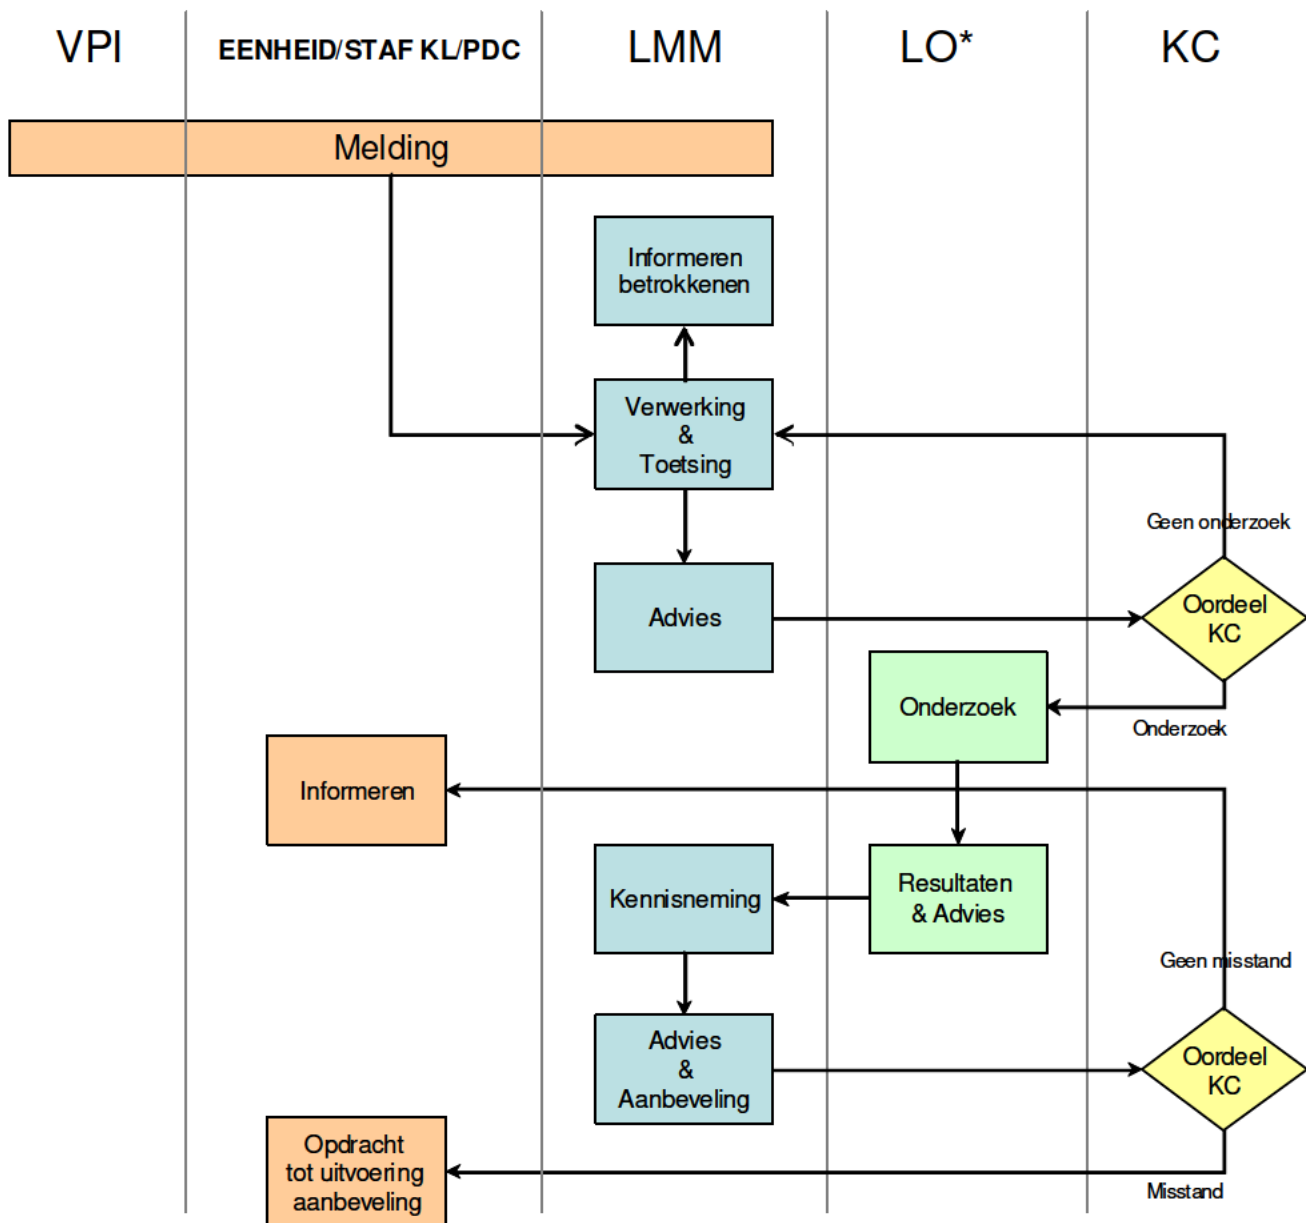 VPI
EENHEID/STAF KL/PDC
LMM
LO*
KC
Melding
Informeren
betrokkenen
Verwerking
&
Toetsing
Geen onderzoek
Advies
Oordeel
KC
Onderzoek
Onderzoek
Informeren
Kennisneming
Resultaten
& Advies
Geen misstand
Advies
&
Aanbeveling
Oordeel
KC
Opdracht
tot uitvoering
aanbeveling
Misstand